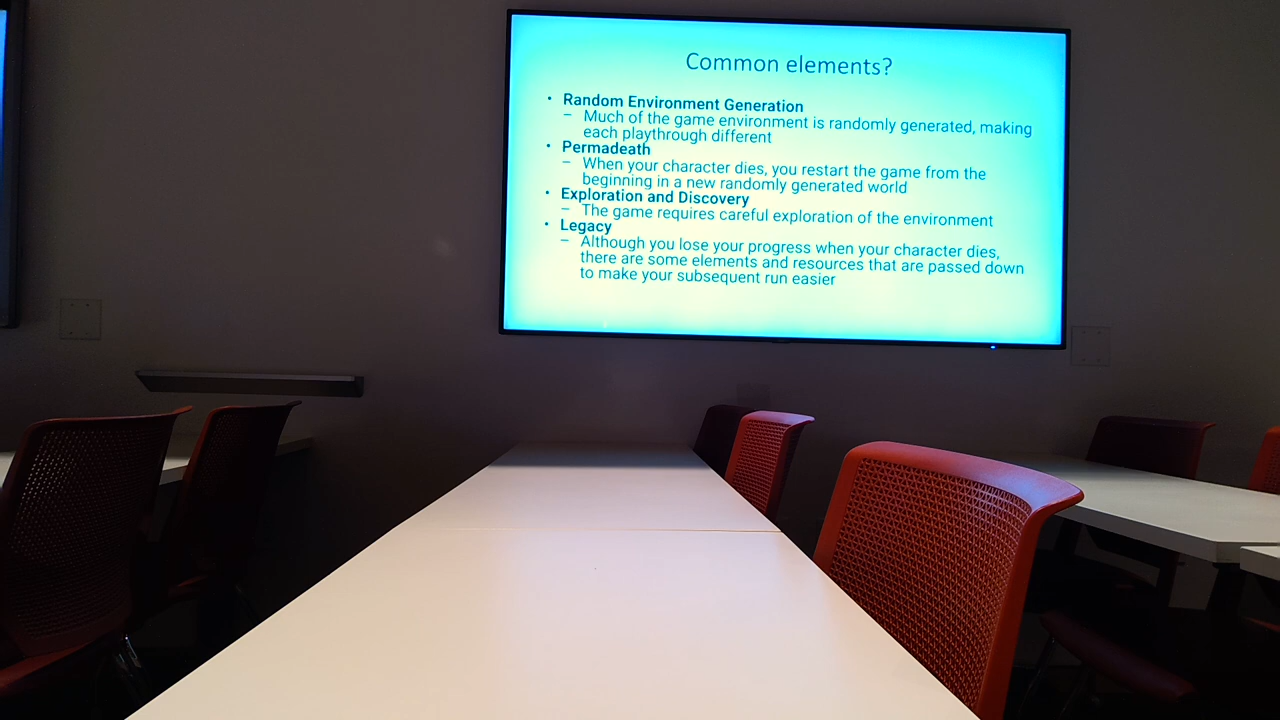 Common elements?
• Random Environment Generation
– Much of the game environment is randomly generated, making
each playthrough different
• Permadeath
– When your character dies, you restart the game from the
beginning in a new randomly generated world
• Exploration and Discovery
– The game requires careful exploration of the environment
• Legacy
– Although you lose your progress when your character dies,
there are some elements and resources that are passed down
to make your subsequent run easier